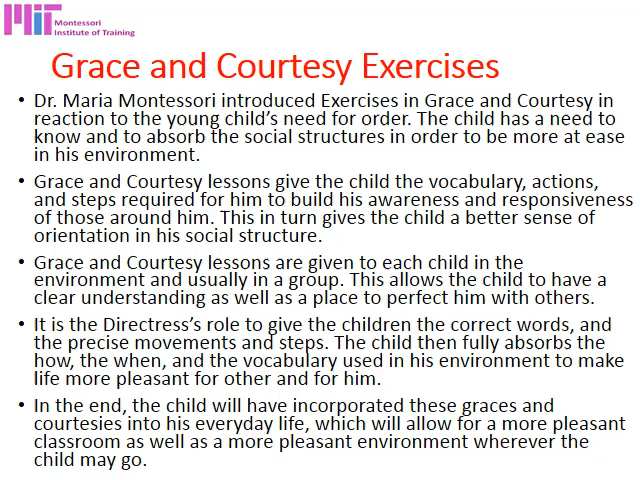 MIT
Montessori
Institute of Training
Grace and Courtesy Exercises
• Dr. Maria Montessori introduced Exercises in Grace and Courtesy in
reaction to the young child's need for order. The child has a need to
know and to absorb the social structures in order to be more at ease
in his environment.
• Grace and Courtesy lessons give the child the vocabulary, actions,
and steps required for him to build his awareness and responsiveness
of those around him. This in turn gives the child a better sense of
orientation in his social structure.
• Grace and Courtesy lessons are given to each child in the
environment and usually in a group. This allows the child to have a
clear understanding as well as a place to perfect him with others.
• It is the Directress's role to give the children the correct words, and
the precise movements and steps. The child then fully absorbs the
how, the when, and the vocabulary used in his environment to make
life more pleasant for other and for him.
• In the end, the child will have incorporated these graces and
courtesies into his everyday life, which will allow for a more pleasant
classroom as well as a more pleasant environment wherever the
child may go.